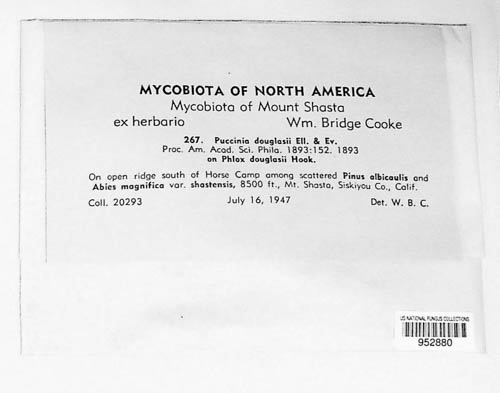 MYCOBIOTA OF NORTH AMERICA
Mycobiota of Mount Shasta
ex herbario Wm. Bridge Cooke
267. Puccinia douglasii Ell. & Ev.
Proc. Am. Acad. Sci. Phila. 1893:152. 1893
on Phlox douglasii Hook.
On open ridge south of Horse Camp among scattered Pinus albicaulis and
Abies magnifica var. shastensis, 8500 ft., Mt. Shasta, Siskiyou Co., Calif.
Coll. 20293 July 16, 1947 Det. W. B. C.
US NATIONAL FUNGUS COLLECTIONS
952880